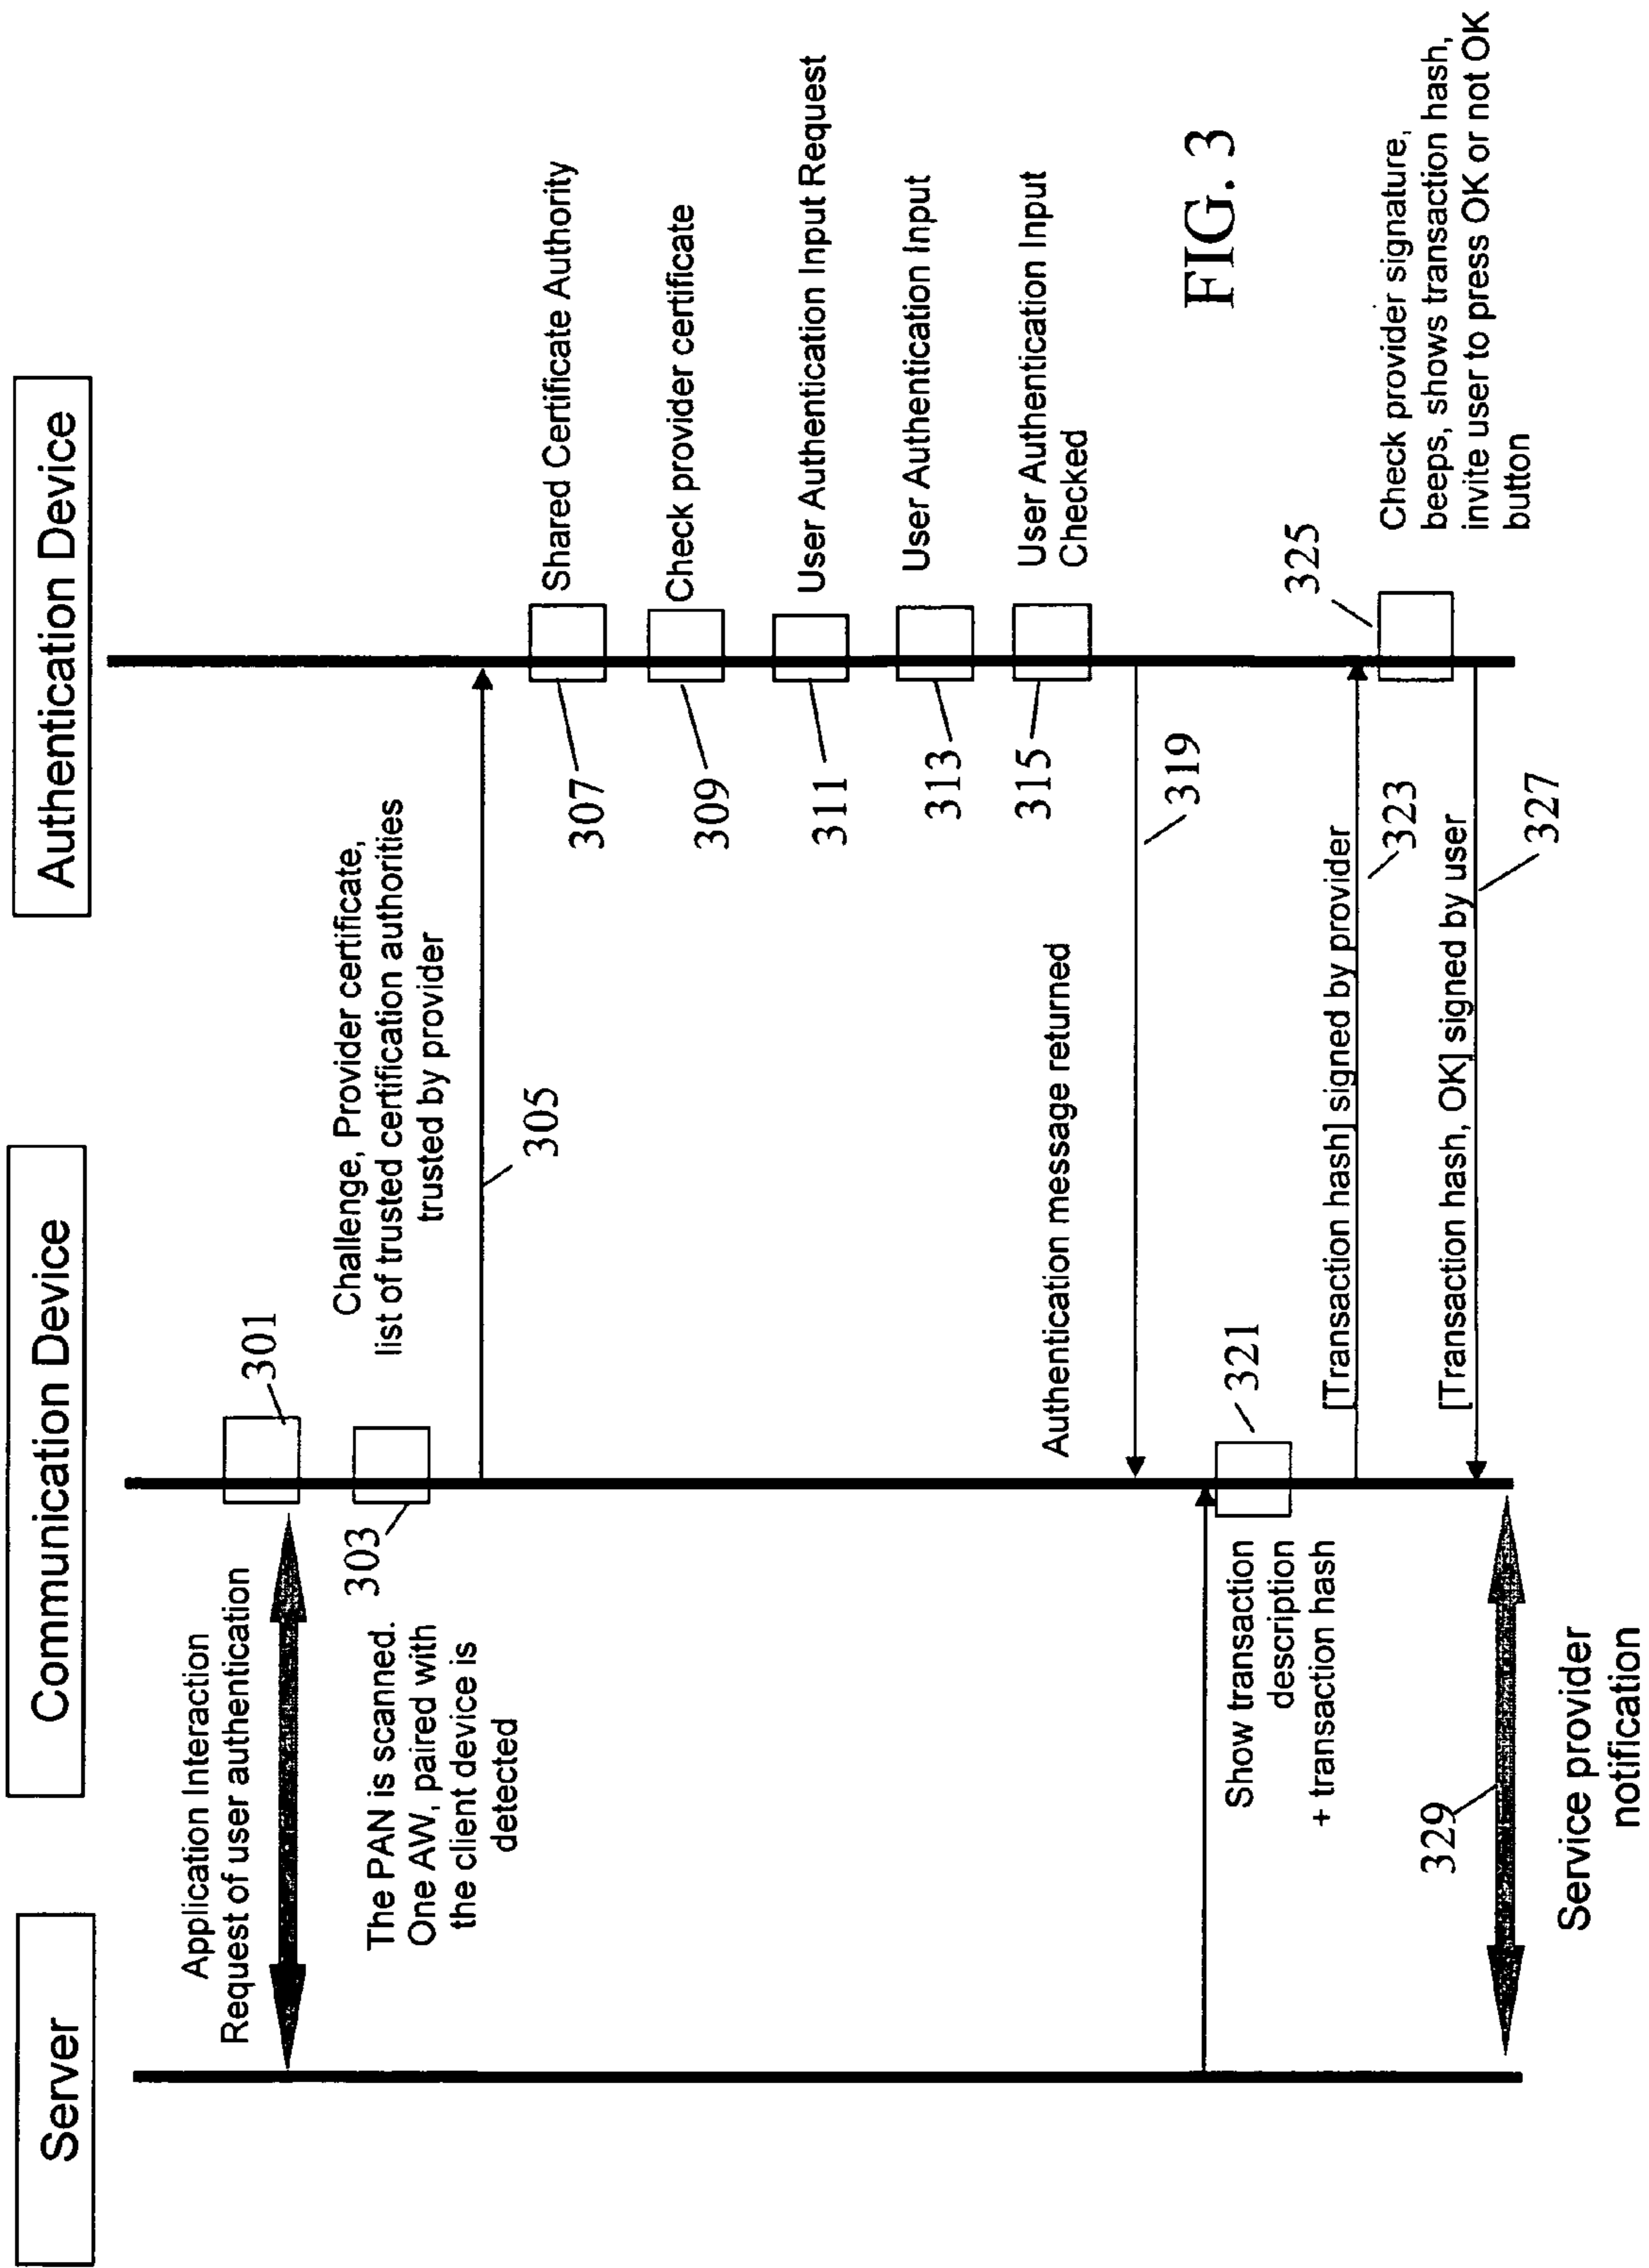 Server
Communication Device
Authentication Device
Application Interaction
Request of user authentication
301
The PAN is scanned.
One AW, paired with
the client device is
detected
303
Challenge, Provider certificate,
list of trusted certification authorities
trusted by provider
305
307
Shared Certificate Authority
309
Check provider certificate
311
User Authentication Input Request
313
User Authentication Input
315
User Authentication Input
Checked
Authentication message returned
319
FIG. 3
Show transaction
description
+ transaction hash
321
[Transaction hash] signed by provider
323
325
Check provider signature,
beeps, shows transaction hash,
invite user to press OK or not OK
button
[Transaction hash, OK] signed by user
327
329
Service provider
notification